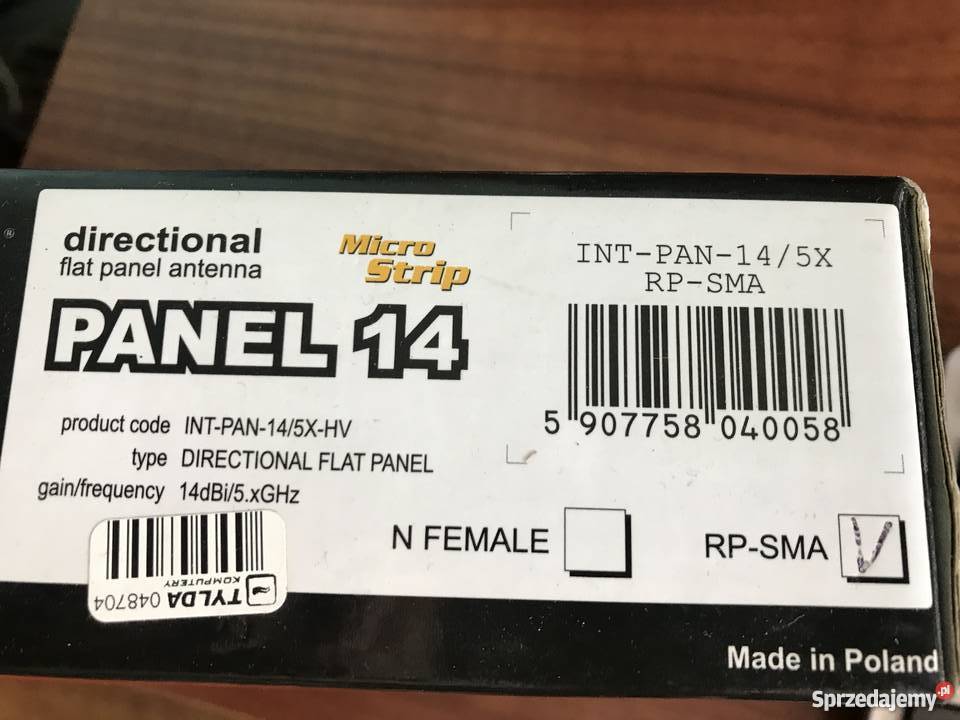 ®
directional
flat panel antenna
Micro
Strip
PANEL 14
product code INT-PAN-14/5X-HV
type DIRECTIONAL FLAT PANEL
gain/frequency 14dBi/5.xGHz
INT-PAN-14/5X
RP-SMA
5 907758 040058
N FEMALE
RP-SMA V
TYLDA 048704
KOMPUTERY
Made in Poland
Sprzedajemy.pl